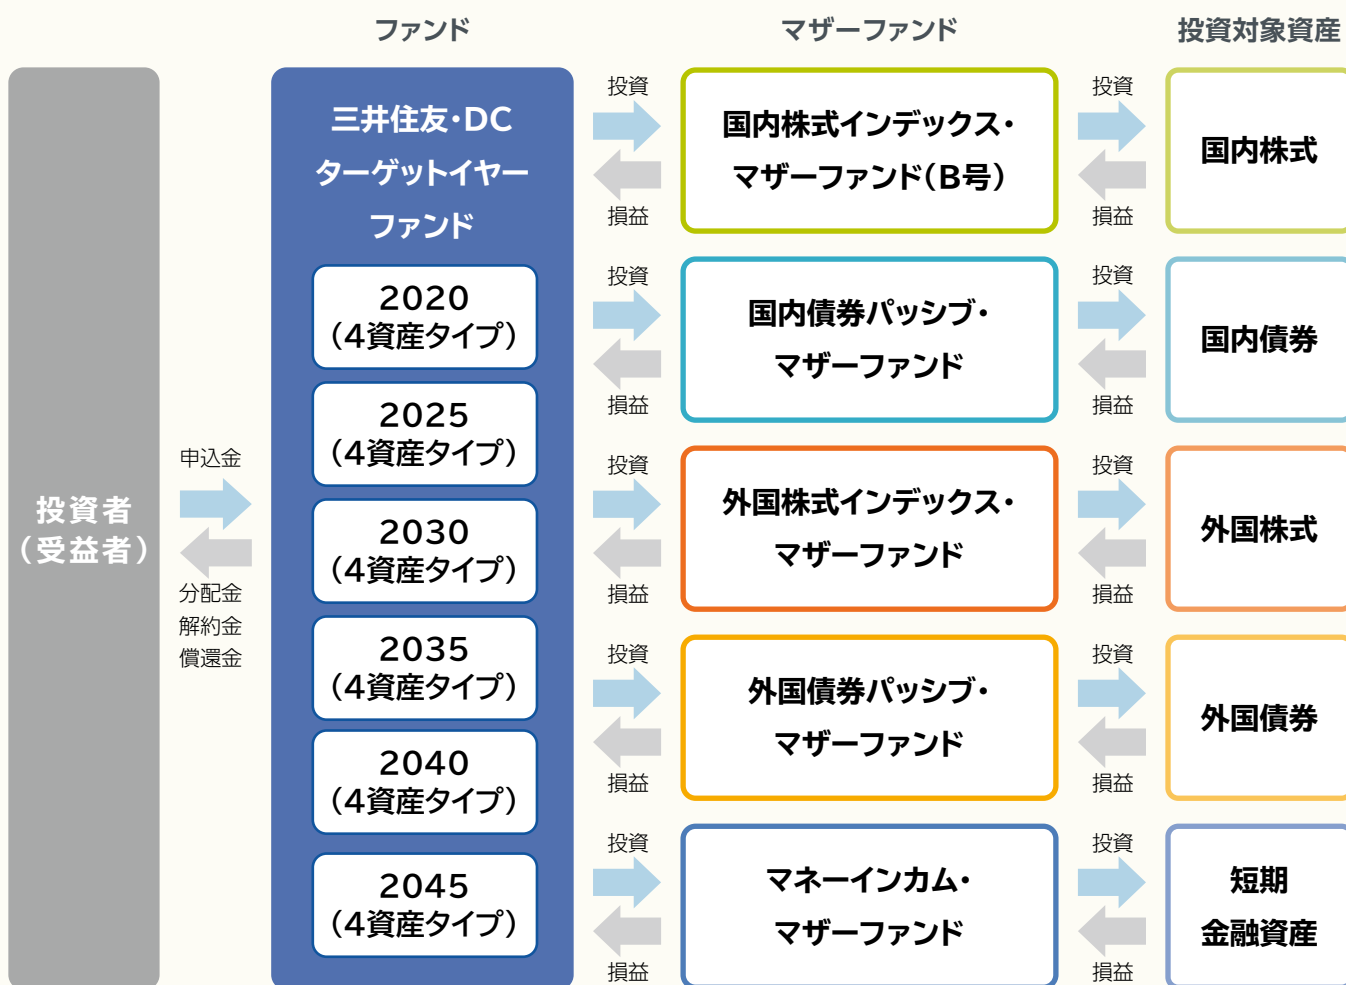 ファンド
マザーファンド
投資対象資産
投資者
(受益者)
申込金
分配金
解約金
償還金
三井住友・DC
ターゲットイヤー
ファンド
2020
(4資産タイプ)
2025
(4資産タイプ)
2030
(4資産タイプ)
2035
(4資産タイプ)
2040
(4資産タイプ)
2045
(4資産タイプ)
投資
損益
国内株式インデックス・
マザーファンド(B号)
投資
損益
国内株式
投資
損益
国内債券パッシブ・
マザーファンド
投資
損益
国内債券
投資
損益
外国株式インデックス・
マザーファンド
投資
損益
外国株式
投資
損益
外国債券パッシブ・
マザーファンド
投資
損益
外国債券
投資
損益
マネーインカム・
マザーファンド
投資
損益
短期
金融資産